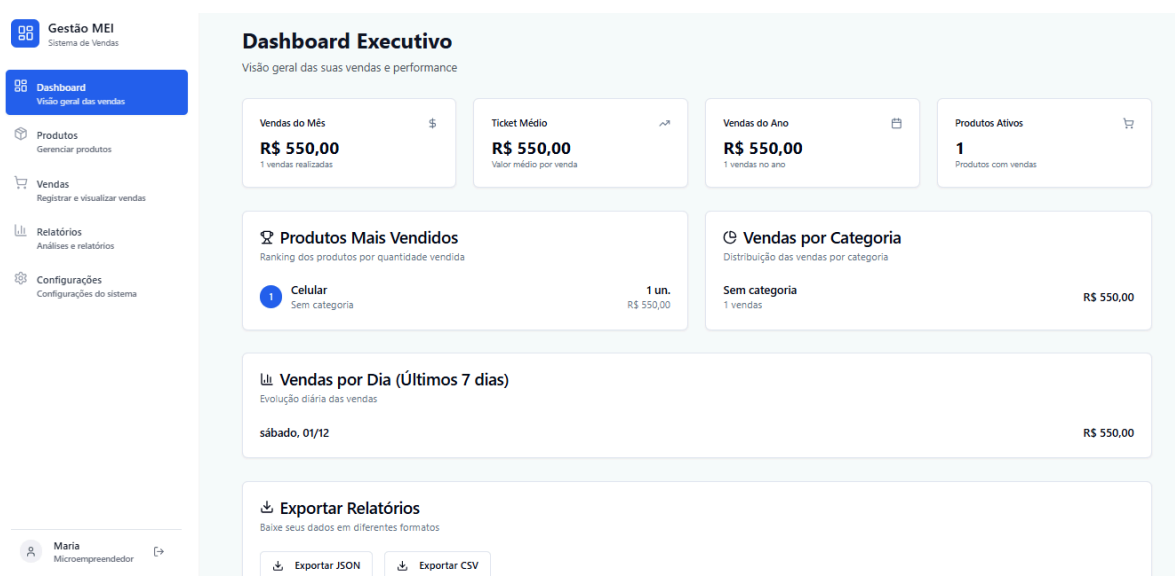 Gestão MEI
Sistema de Vendas
Dashboard
Visão geral das vendas
Produtos
Gerenciar produtos
Vendas
Registrar e visualizar vendas
Relatórios
Análises e relatórios
Configurações
Configurações do sistema
Maria
Microempreendedor
Dashboard Executivo
Visão geral das suas vendas e performance
Vendas do Mês
$
R$ 550,00
1 vendas realizadas
Ticket Médio
R$ 550,00
Valor médio por venda
Vendas do Ano
R$ 550,00
1 vendas no ano
Produtos Ativos
1
Produtos com vendas
Produtos Mais Vendidos
Ranking dos produtos por quantidade vendida
1
Celular
Sem categoria
1 un.
R$ 550,00
Vendas por Categoria
Distribuição das vendas por categoria
Sem categoria
1 vendas
R$ 550,00
Vendas por Dia (Últimos 7 dias)
Evolução diária das vendas
sábado, 01/12
R$ 550,00
Exportar Relatórios
Baixe seus dados em diferentes formatos
Exportar JSON
Exportar CSV